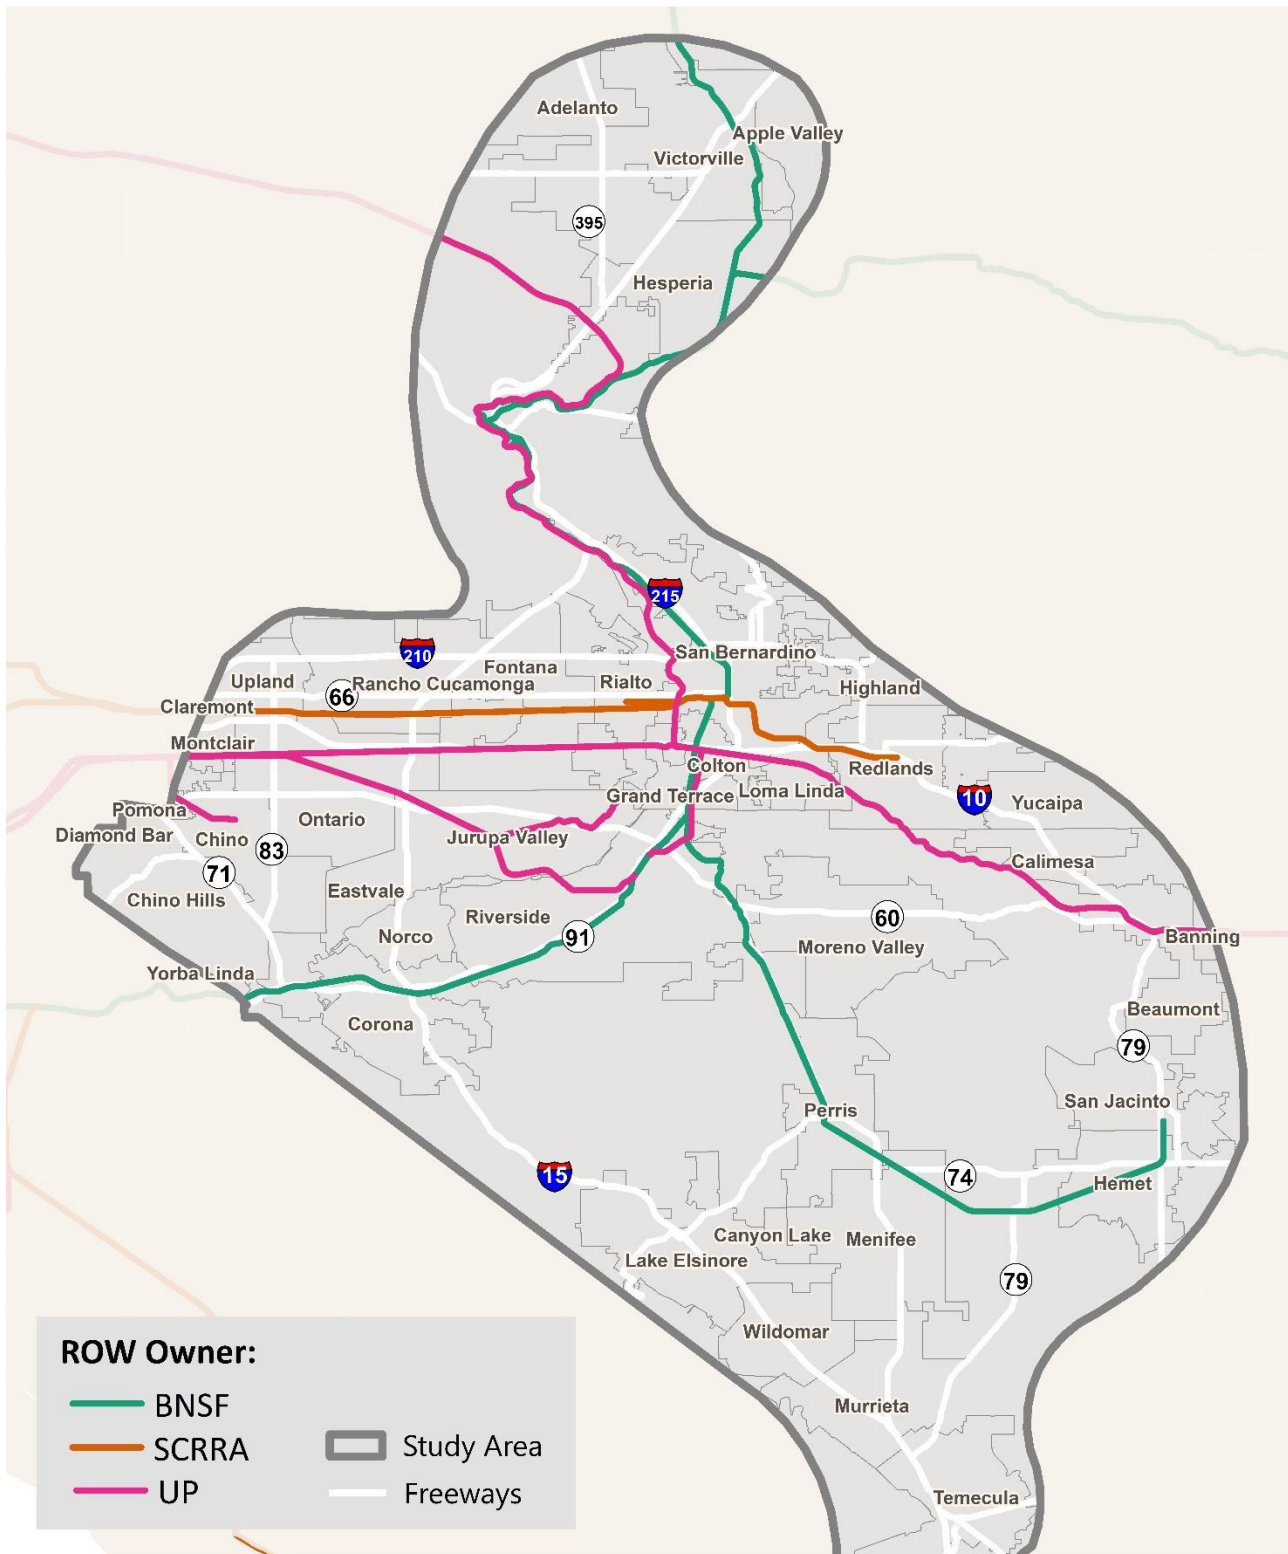 Adelanto
Apple Valley
Victorville
395
Hesperia
215
San Bernardino
210
Fontana
Upland
Rancho Cucamonga
Rialto
Highland
66
Claremont
Montclair
Colton
Redlands
Grand Terrace
Loma Linda
10
Yucaipa
Pomona
Ontario
Diamond Bar
Chino
Jurupa Valley
83
Calimesa
71
Eastvale
Chino Hills
Riverside
60
Norco
91
Moreno Valley
Banning
Yorba Linda
Corona
Beaumont
79
San Jacinto
Perris
15
74
Hemet
Canyon Lake
Menifee
Lake Elsinore
79
Wildomar
Murrieta
Temecula
ROW Owner:
BNSF
SCRRA
UP
Study Area
Freeways